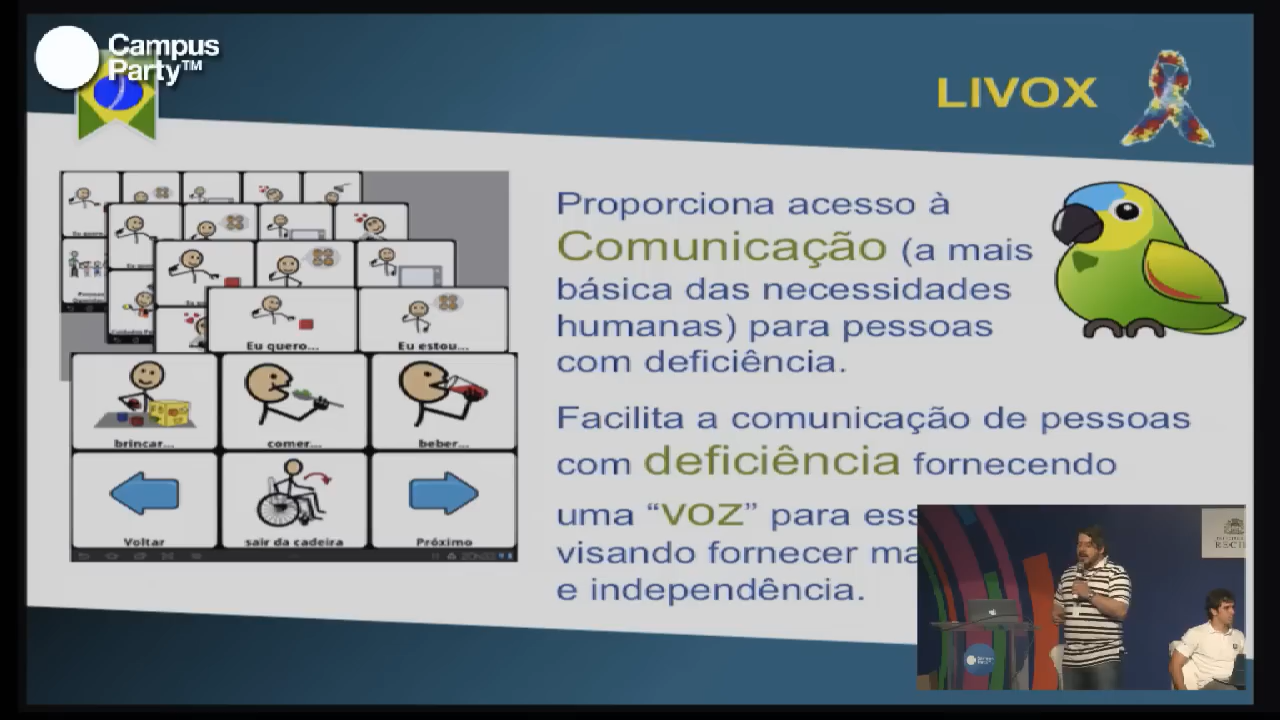 Campus
Party™
LIVOX
Proporciona acesso à
Comunicação (a mais
básica das necessidades
humanas) para pessoas
com deficiência.
Facilita a comunicação de pessoas
com deficiência fornecendo
uma “VOZ” para ess
visando fornecer ma
e independência.
Eu quero...
Eu estou...
brincar...
comer...
beber...
Voltar
sair da cadeira
Próximo